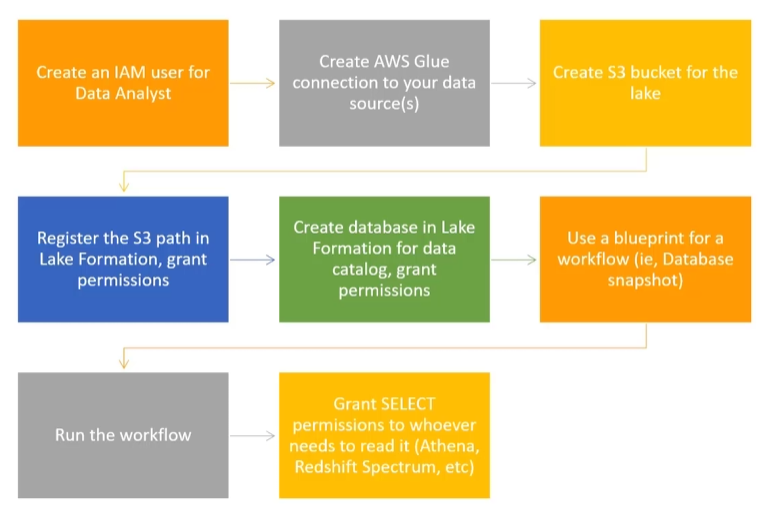 Create an IAM user for
Data Analyst
Create AWS Glue
connection to your data
source(s)
Create S3 bucket for the
lake
Register the S3 path in
Lake Formation, grant
permissions
Create database in Lake
Formation for data
catalog, grant
permissions
Use a blueprint for a
workflow (ie, Database
snapshot)
Run the workflow
Grant SELECT
permissions to whoever
needs to read it (Athena,
Redshift Spectrum, etc)